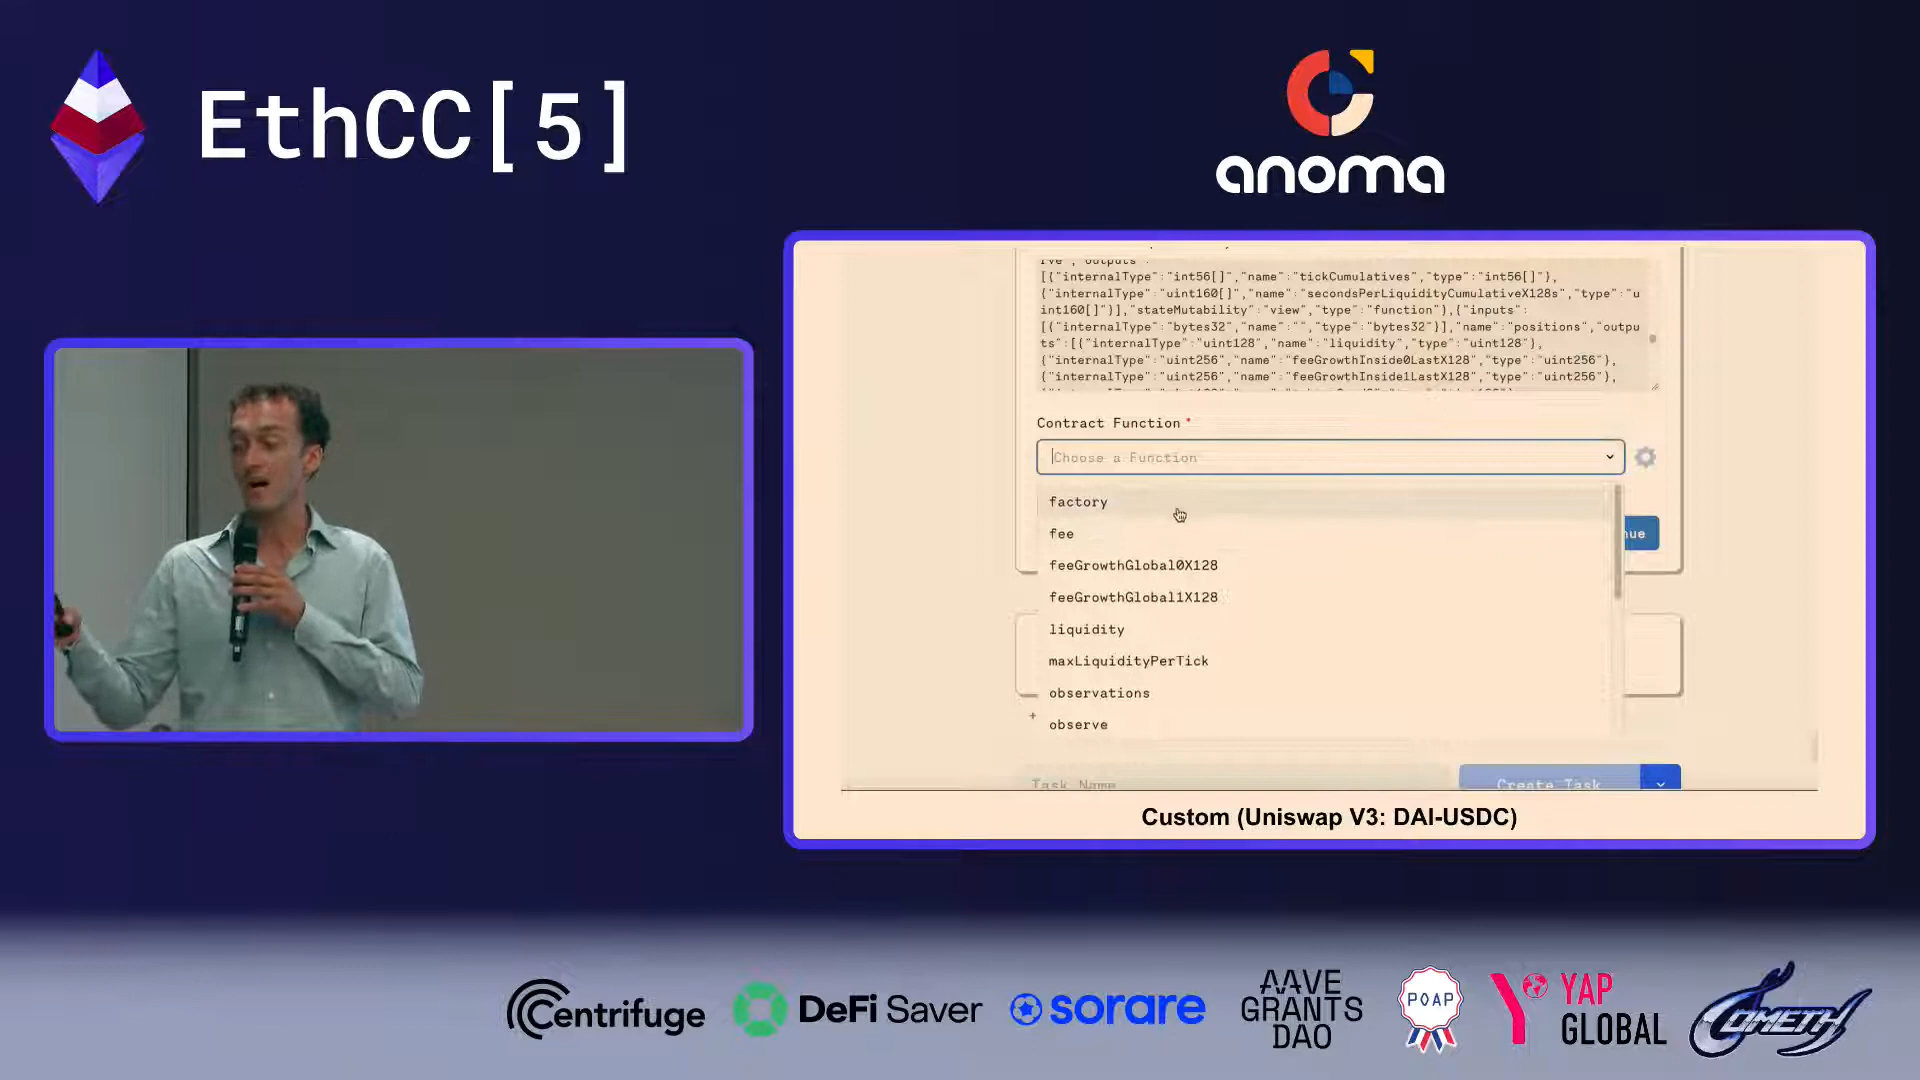 EthCC[5]
anoma
[{"internalType":"int56[]","name":"tickCumulatives","type":"int56[]"},
{"internalType":"uint160[]","name":"secondsPerLiquidityCumulativeX128s","type":"u
int160[]"}],"stateMutability":"view","type":"function"},{"inputs":
[{"internalType":"bytes32","name":"","type":"bytes32"}],"name":"positions","outpu
ts":[{"internalType":"uint128","name":"liquidity","type":"uint128"},
{"internalType":"uint256","name":"feeGrowthInside0LastX128","type":"uint256"},
{"internalType":"uint256","name":"feeGrowthInside1LastX128","type":"uint256"},
Contract Function *
Choose a Function
factory
fee
nue
feeGrowthGlobal0X128
feeGrowthGlobal1X128
liquidity
maxLiquidityPerTick
observations
+
observe
Task Name
Create Task
Custom (Uniswap V3: DAI-USDC)
Centrifuge
DeFi Saver
sorare
AAVE
GRANTS
DAO
POAP
YAP
GLOBAL
COMETH